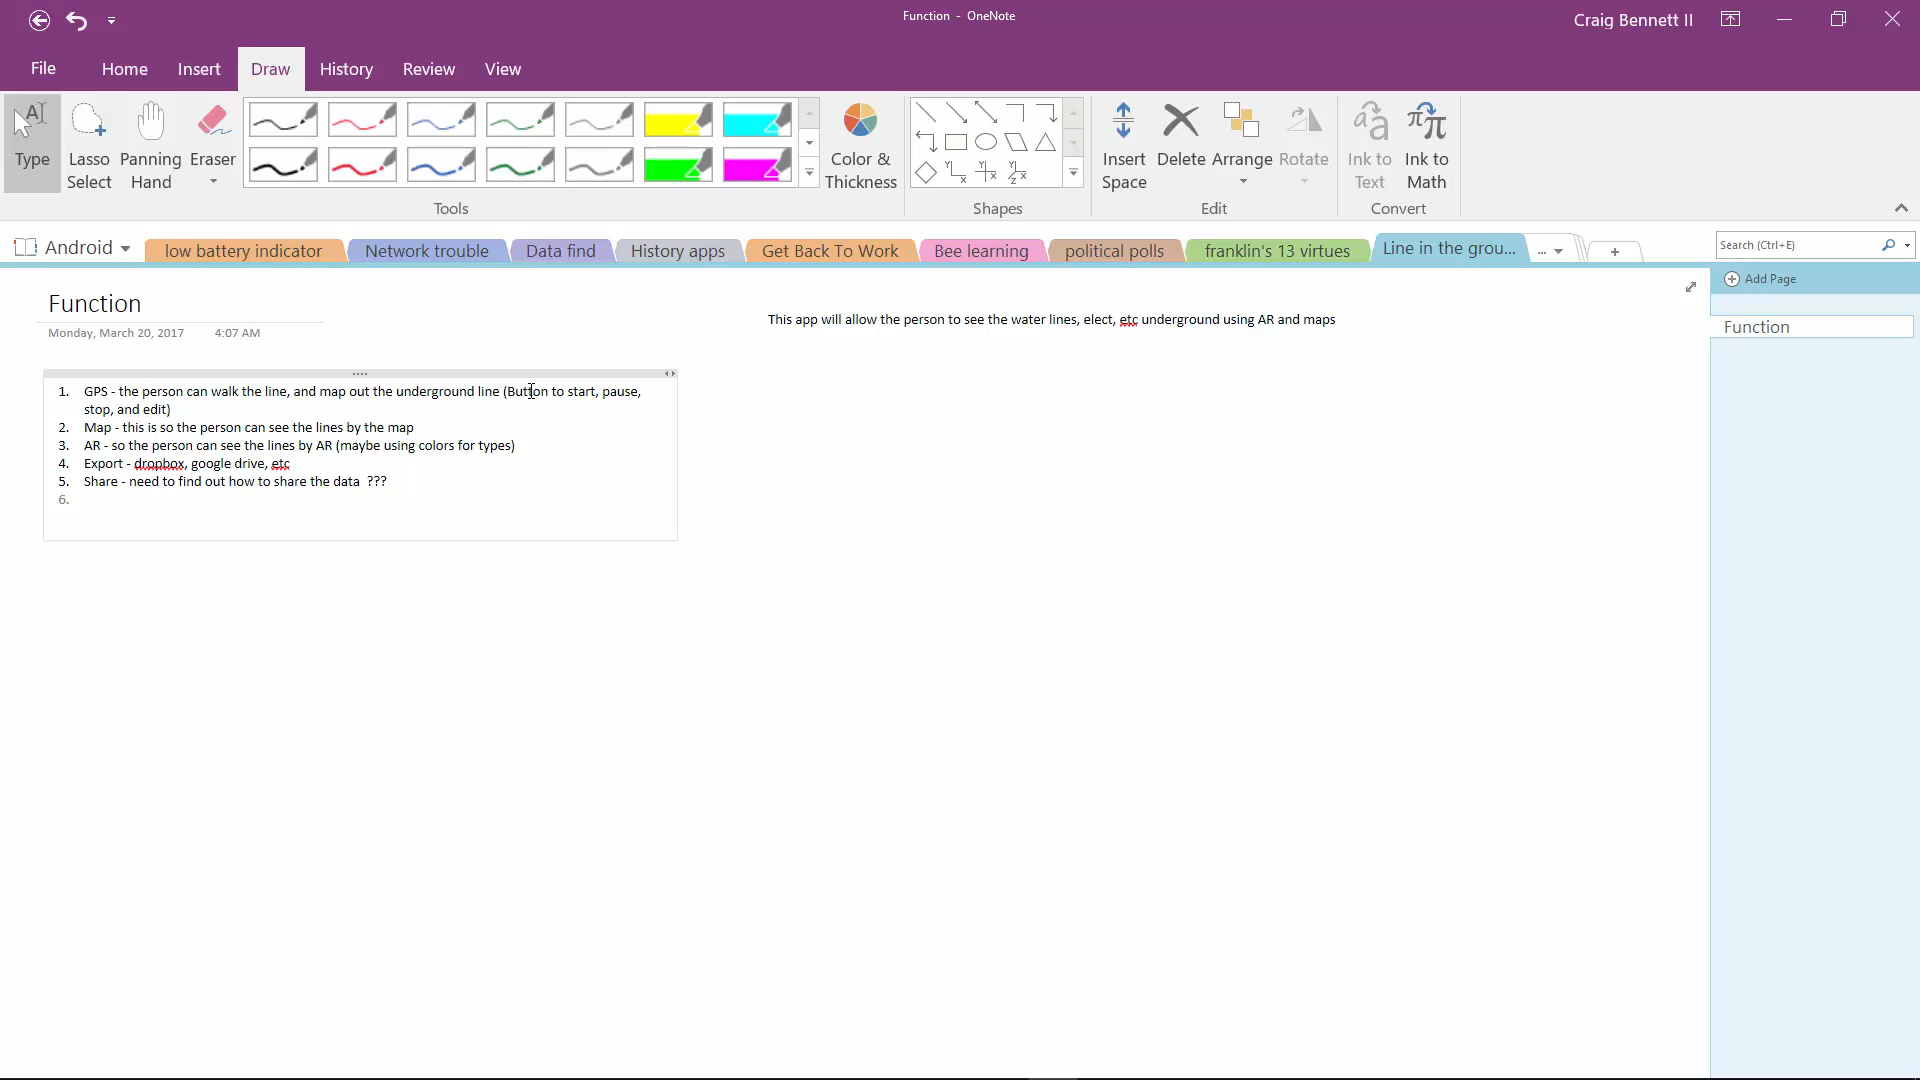 Function - OneNote
Craig Bennett II
File Home Insert Draw History Review View
Type
Lasso Select
Panning Hand
Eraser
Color & Thickness
Insert Space
Delete
Arrange
Rotate
Ink to Text
Ink to Math
Tools
Shapes
Edit
Convert
Android
low battery indicator
Network trouble
Data find
History apps
Get Back To Work
Bee learning
political polls
franklin's 13 virtues
Line in the grou...
...
Search (Ctrl+E)
Add Page
Function
Function
Monday, March 20, 2017 4:07 AM
This app will allow the person to see the water lines, elect, etc underground using AR and maps
1. GPS - the person can walk the line, and map out the underground line (Button to start, pause,
stop, and edit)
2. Map - this is so the person can see the lines by the map
3. AR - so the person can see the lines by AR (maybe using colors for types)
4. Export - dropbox, google drive, etc
5. Share - need to find out how to share the data ???
6.